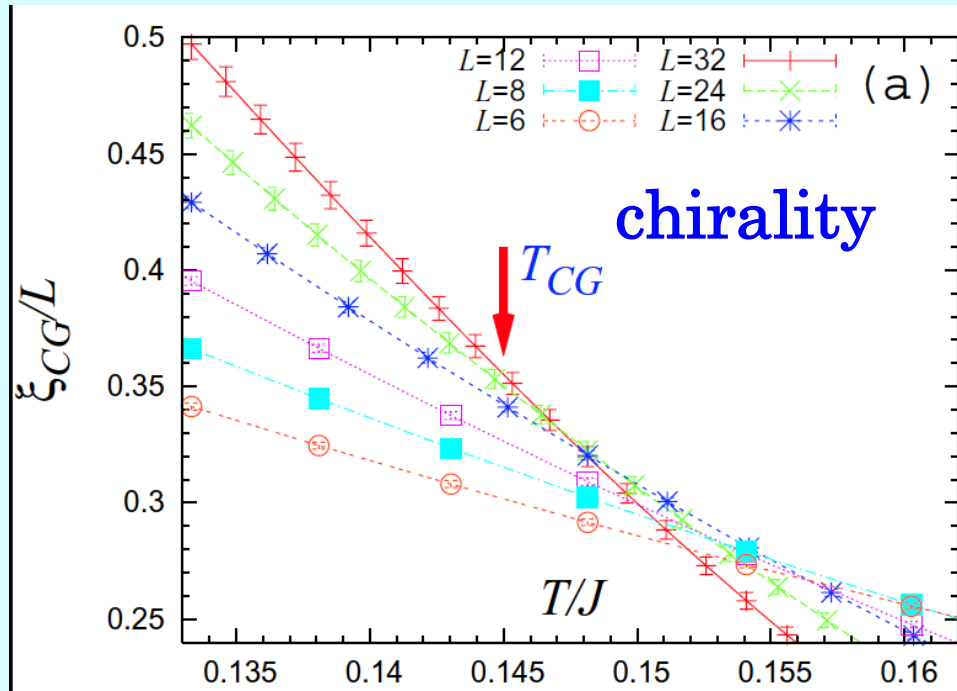 0.5
0.45
0.4
0.35
0.3
0.25
ξCG/L
L=12 L=32
L=8 L=24
L=6 L=16
(a)
chirality
TCG
T/J
0.135 0.14 0.145 0.15 0.155 0.16